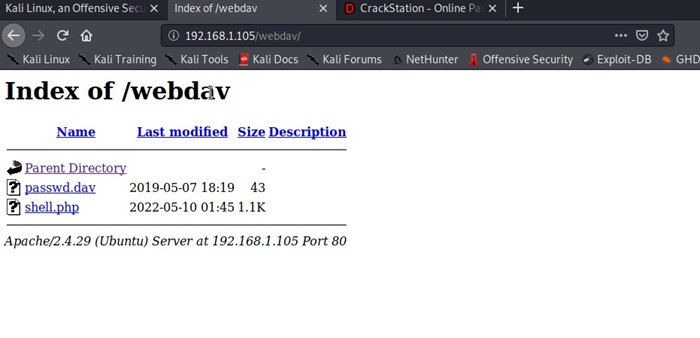 Kali Linux, an Offensive Secu
Index of /webdav
CrackStation - Online Pa
192.168.1.105/webdav/
Kali Linux Kali Training Kali Tools Kali Docs Kali Forums NetHunter Offensive Security Exploit-DB GHD
Index of /webdav
Name Last modified Size Description
Parent Directory -
passwd.dav 2019-05-07 18:19 43
shell.php 2022-05-10 01:45 1.1K
Apache/2.4.29 (Ubuntu) Server at 192.168.1.105 Port 80